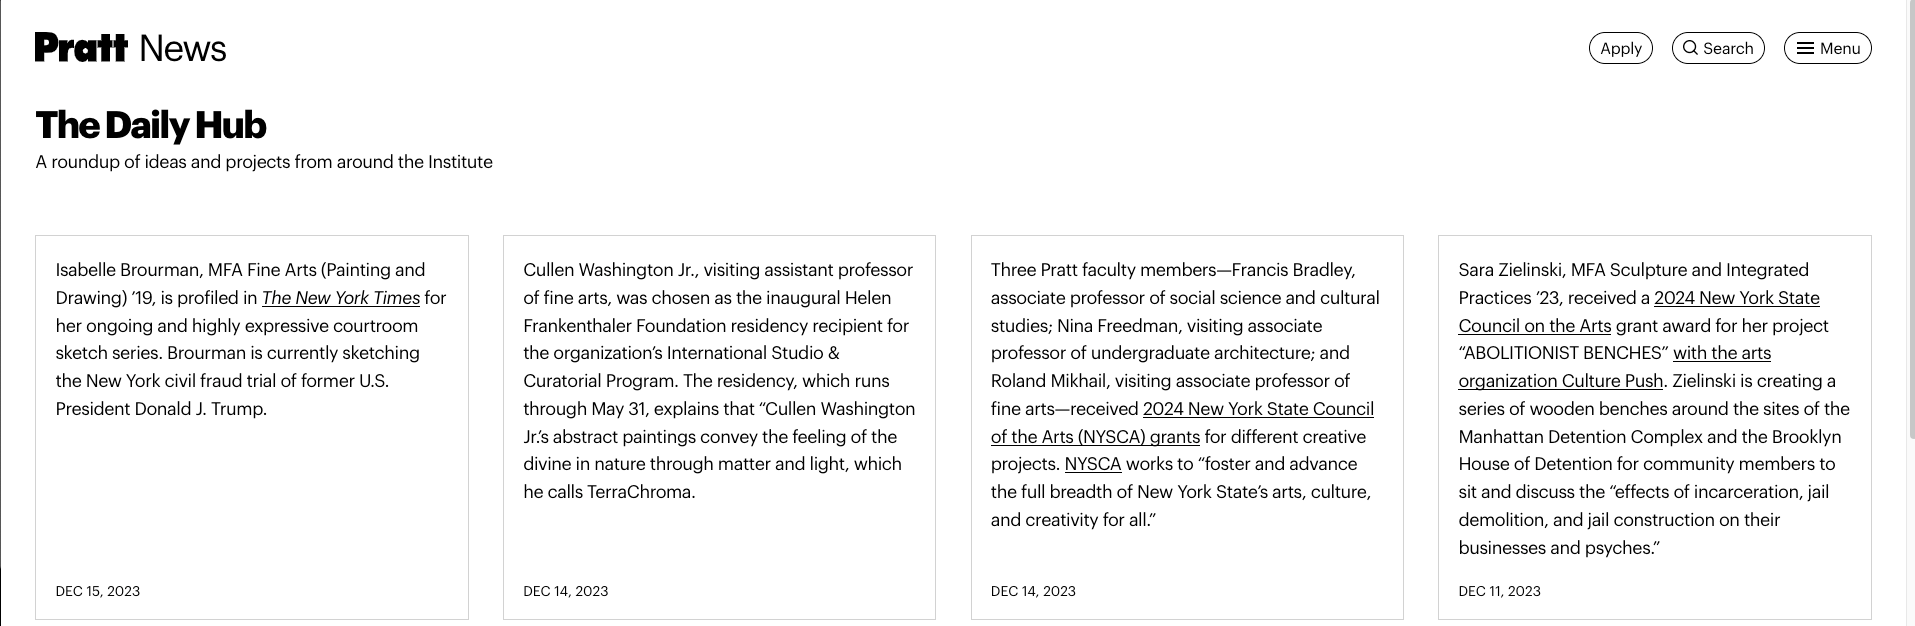 Pratt News
Apply
Search
Menu
The Daily Hub
A roundup of ideas and projects from around the Institute
Isabelle Brourman, MFA Fine Arts (Painting and
Drawing) ’19, is profiled in The New York Times for
her ongoing and highly expressive courtroom
sketch series. Brourman is currently sketching
the New York civil fraud trial of former U.S.
President Donald J. Trump.
DEC 15, 2023
Cullen Washington Jr., visiting assistant professor
of fine arts, was chosen as the inaugural Helen
Frankenthaler Foundation residency recipient for
the organization’s International Studio &
Curatorial Program. The residency, which runs
through May 31, explains that “Cullen Washington
Jr.’s abstract paintings convey the feeling of the
divine in nature through matter and light, which
he calls TerraChroma.
DEC 14, 2023
Three Pratt faculty members—Francis Bradley,
associate professor of social science and cultural
studies; Nina Freedman, visiting associate
professor of undergraduate architecture; and
Roland Mikhail, visiting associate professor of
fine arts—received 2024 New York State Council
of the Arts (NYSCA) grants for different creative
projects. NYSCA works to “foster and advance
the full breadth of New York State’s arts, culture,
and creativity for all.”
DEC 14, 2023
Sara Zielinski, MFA Sculpture and Integrated
Practices ’23, received a 2024 New York State
Council on the Arts grant award for her project
“ABOLITIONIST BENCHES” with the arts
organization Culture Push. Zielinski is creating a
series of wooden benches around the sites of the
Manhattan Detention Complex and the Brooklyn
House of Detention for community members to
sit and discuss the “effects of incarceration, jail
demolition, and jail construction on their
businesses and psyches.”
DEC 11, 2023